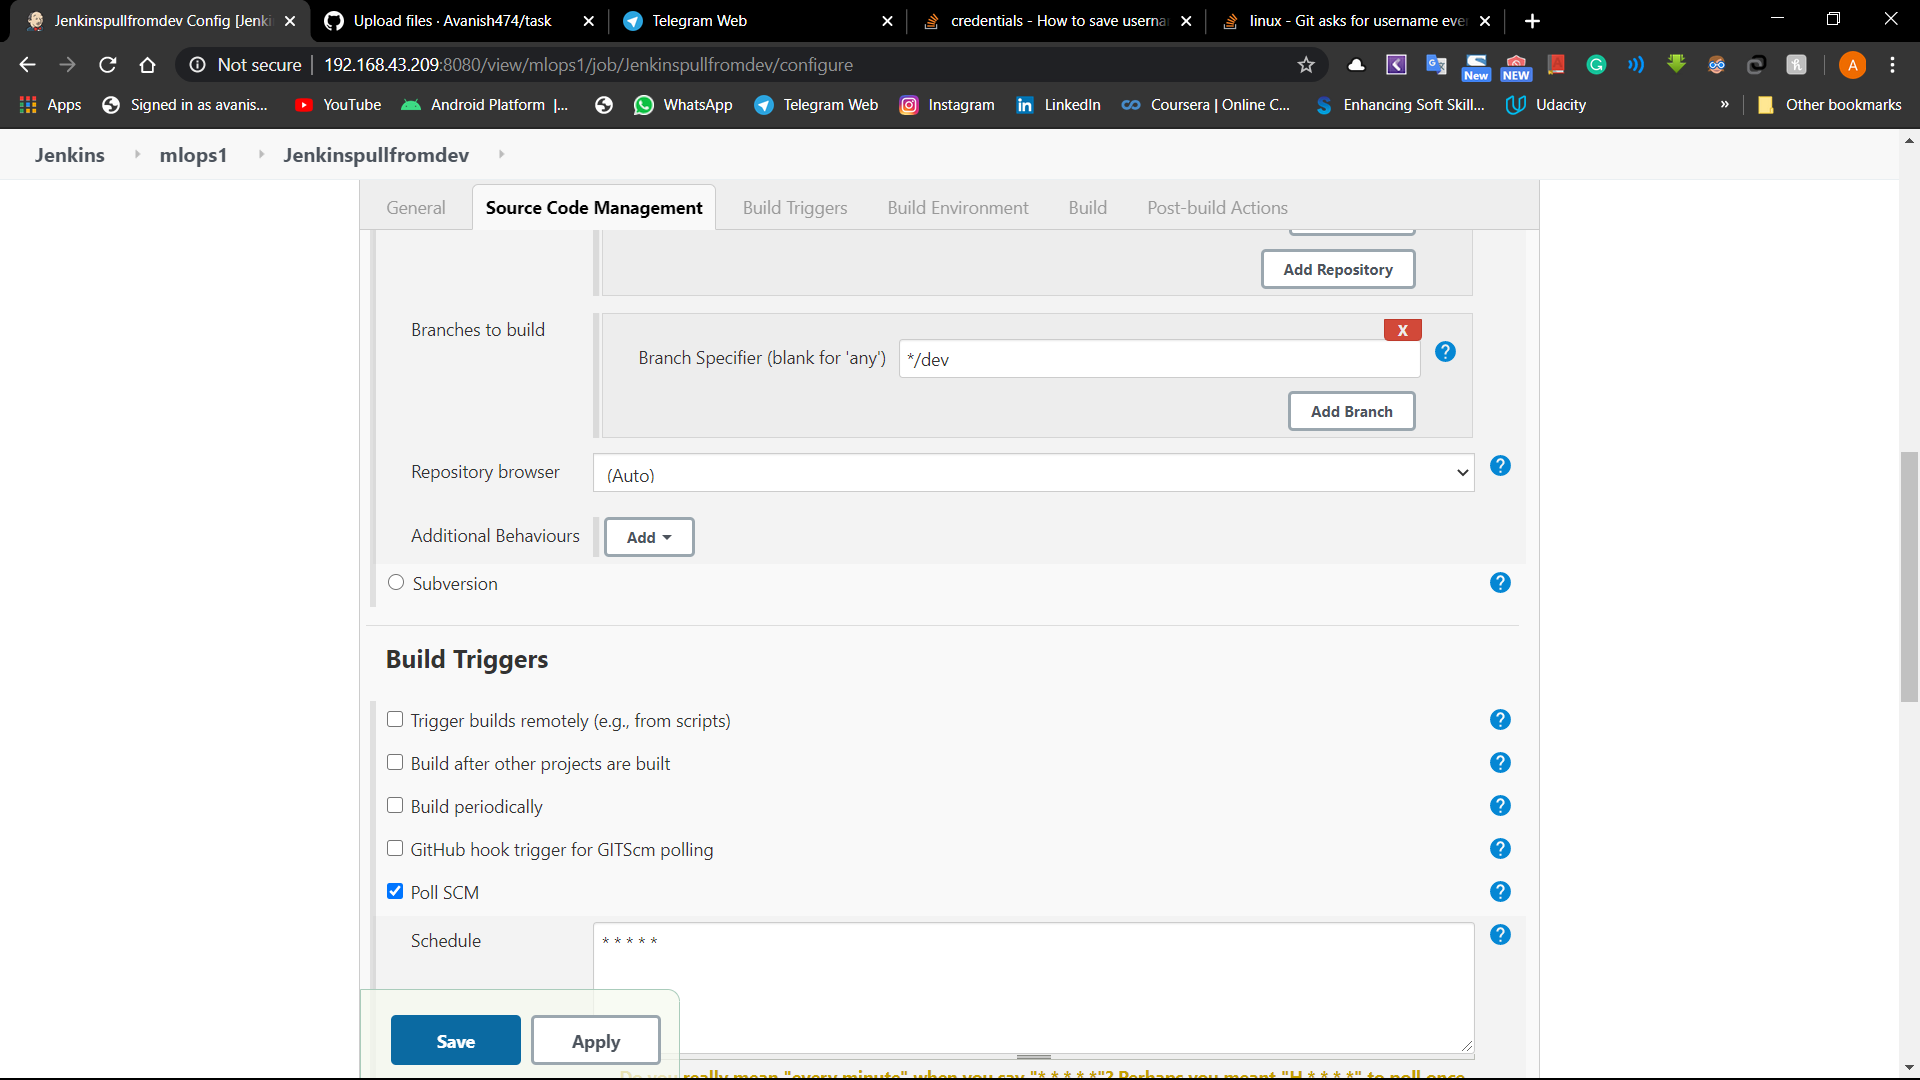 Jenkinspullfromdev Config [Jenki
Upload files · Avanish474/task
Telegram Web
credentials - How to save userna
linux - Git asks for username eve
Not secure
192.168.43.209:8080/view/mlops1/job/Jenkinspullfromdev/configure
New
NEW
A
Apps
Signed in as avanis...
YouTube
Android Platform |...
WhatsApp
Telegram Web
Instagram
LinkedIn
Coursera | Online C...
Enhancing Soft Skill...
Udacity
»
Other bookmarks
Jenkins
mlops1
Jenkinspullfromdev
General
Source Code Management
Build Triggers
Build Environment
Build
Post-build Actions
Add Repository
Branches to build
X
Branch Specifier (blank for 'any')
*/dev
Add Branch
Repository browser
(Auto)
Additional Behaviours
Add
Subversion
Build Triggers
Trigger builds remotely (e.g., from scripts)
Build after other projects are built
Build periodically
GitHub hook trigger for GITScm polling
Poll SCM
Schedule
* * * * *
Save
Apply
Do you really mean "every minute" when you say "* * * * *"? Perhaps you meant "H * * * *" to poll once